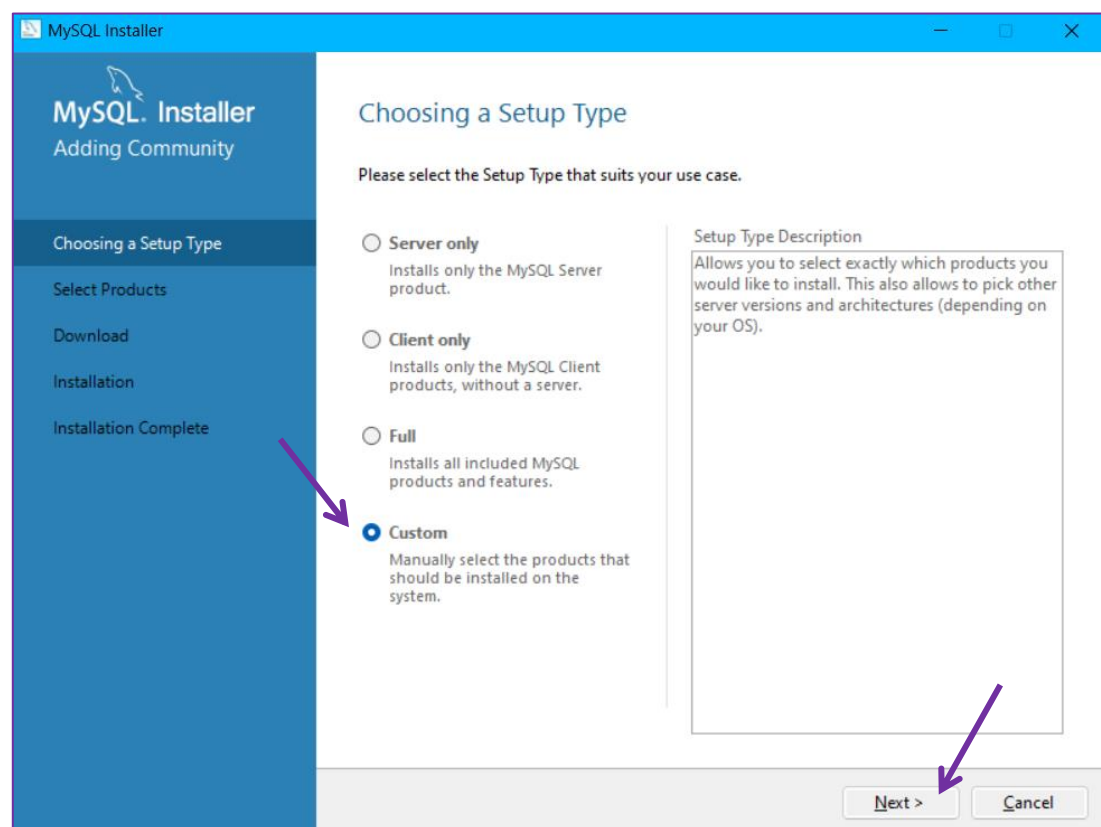 MySQL Installer
MySQL. Installer
Adding Community
Choosing a Setup Type
Select Products
Download
Installation
Installation Complete
Choosing a Setup Type
Please select the Setup Type that suits your use case.
Server only
Installs only the MySQL Server
product.
Client only
Installs only the MySQL Client
products, without a server.
Full
Installs all included MySQL
products and features.
Custom
Manually select the products that
should be installed on the
system.
Setup Type Description
Allows you to select exactly which products you
would like to install. This also allows to pick other
server versions and architectures (depending on
your OS).
Next >
Cancel